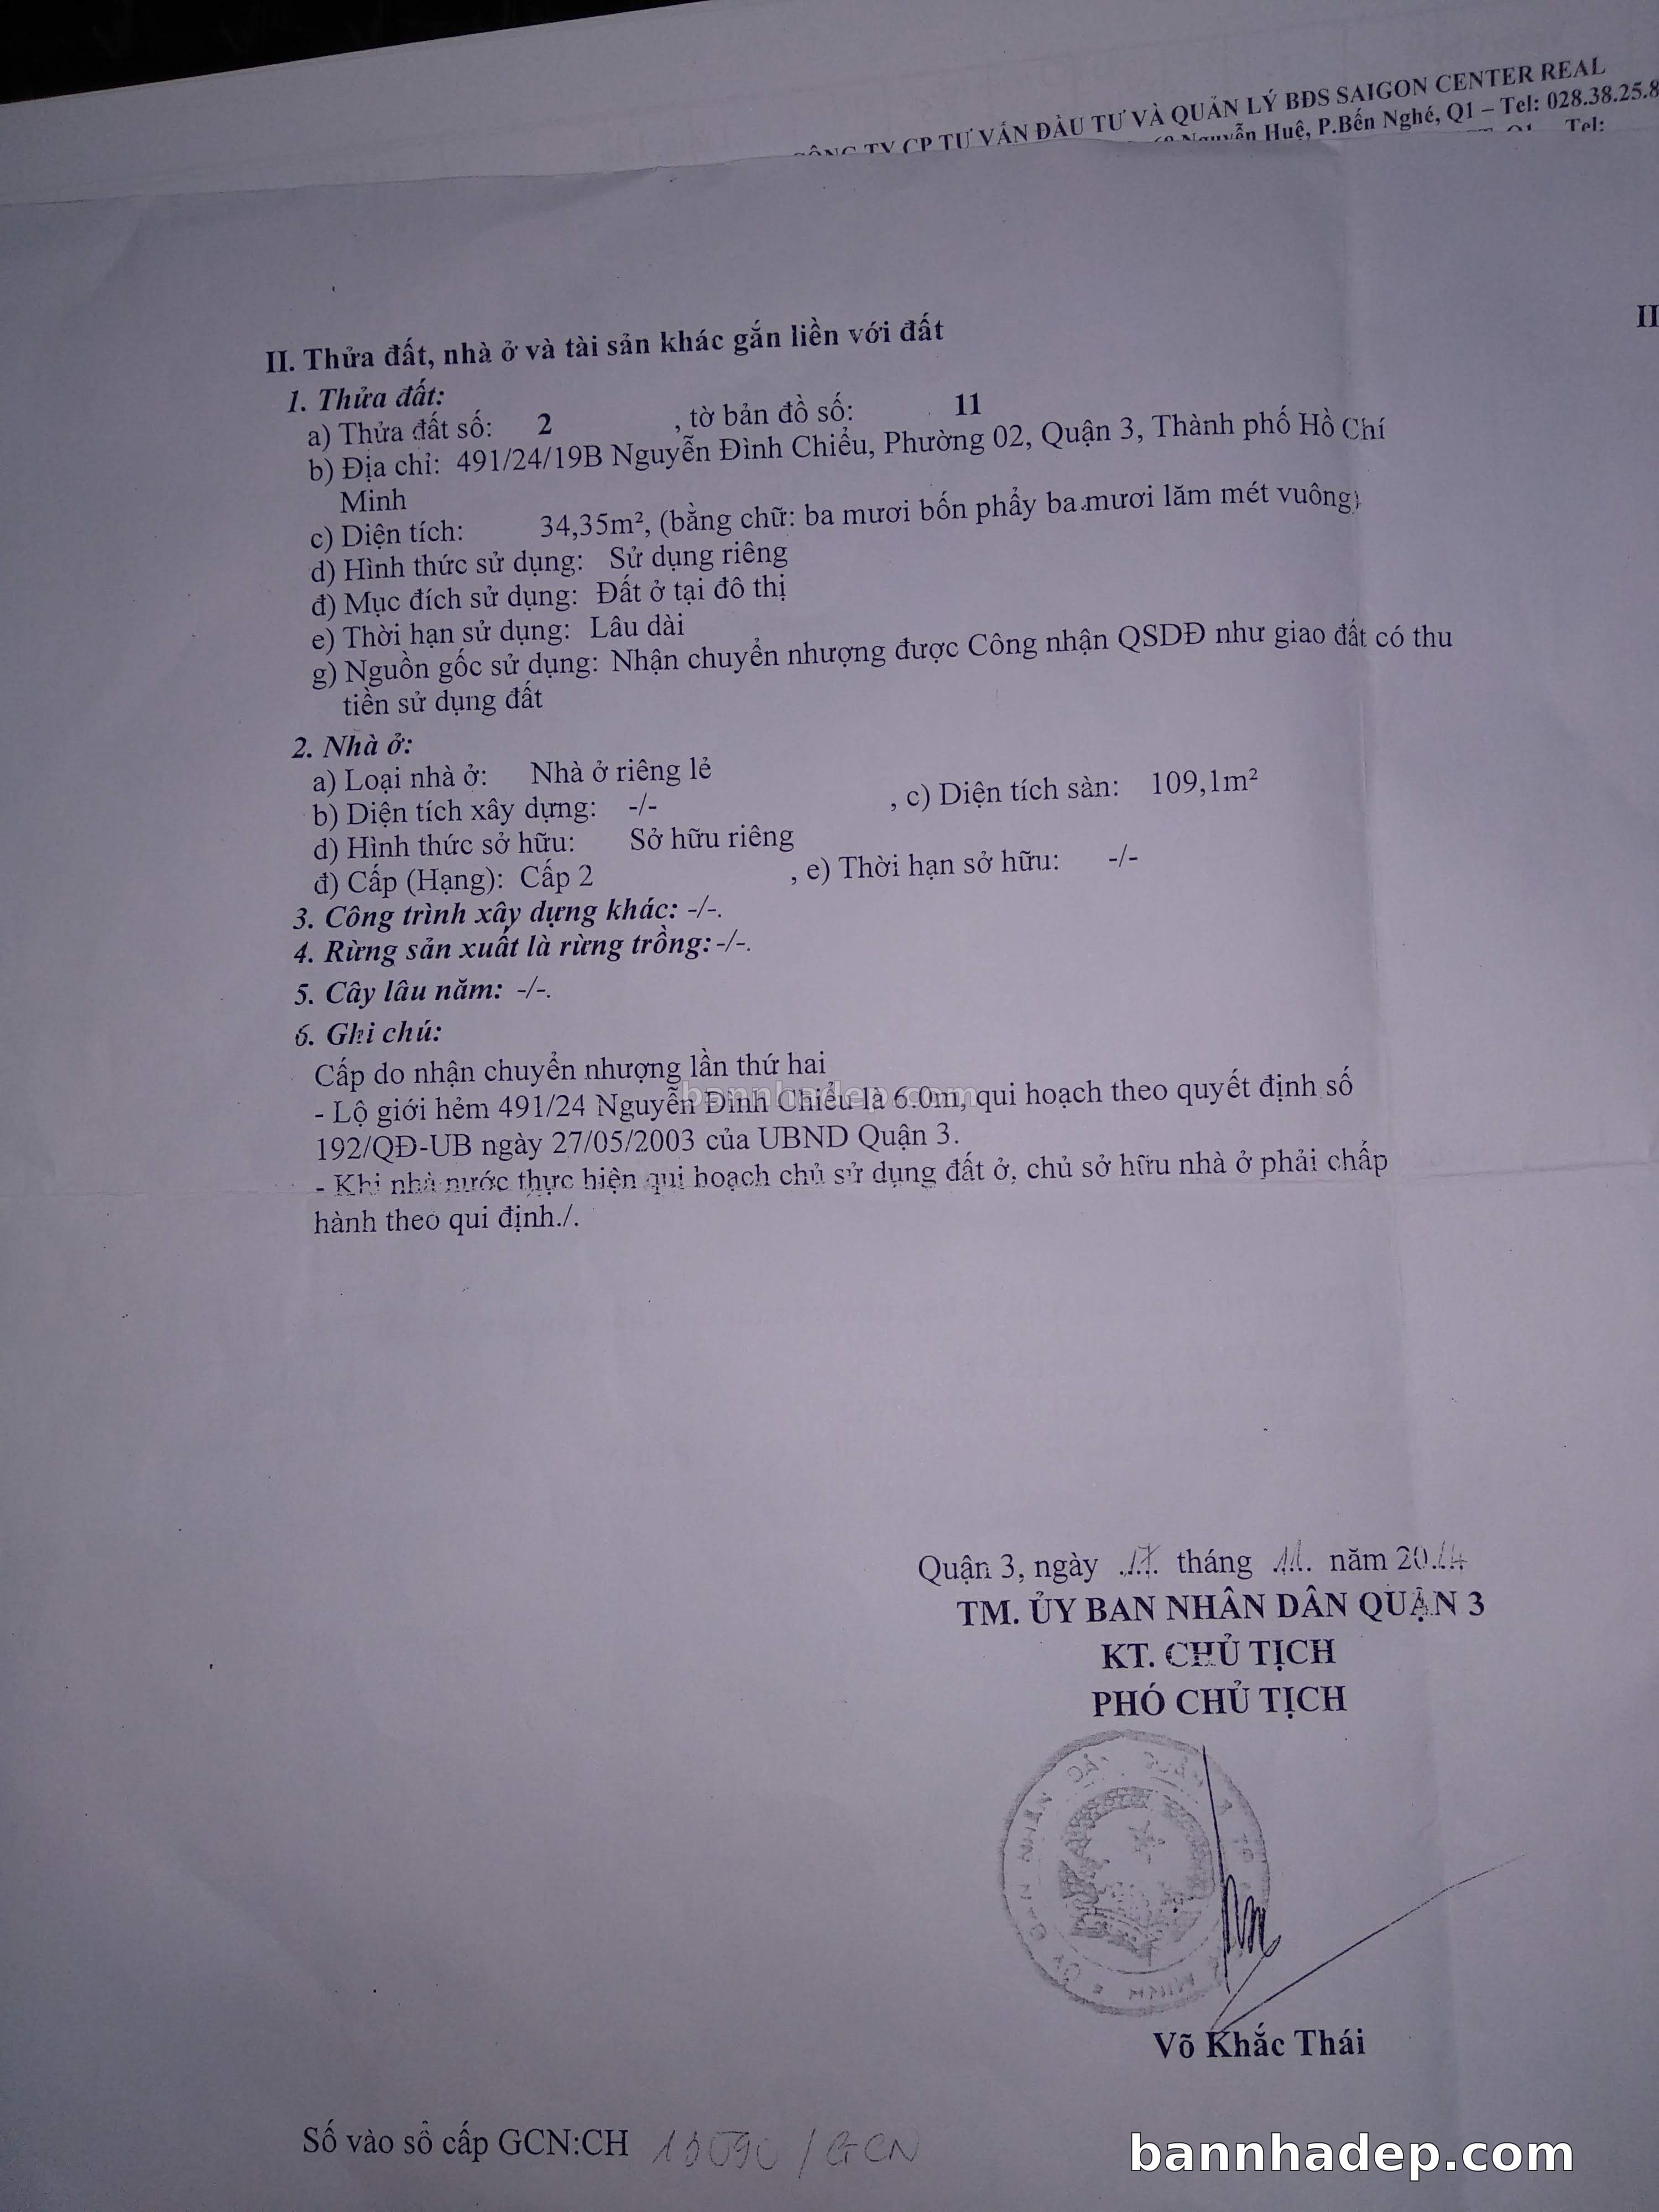 CÔNG TY CP TƯ VẤN ĐẦU TƯ VÀ QUẢN LÝ BĐS SAIGON CENTER REAL
Nguyễn Huệ, P.Bến Nghé, Q1 – Tel: 028.38.25.8
Tel:
II
II. Thửa đất, nhà ở và tài sản khác gắn liền với đất
1. Thửa đất:
a) Thửa đất số: 2 , tờ bản đồ số: 11
b) Địa chỉ: 491/24/19B Nguyễn Đình Chiểu, Phường 02, Quận 3, Thành phố Hồ Chí
Minh
c) Diện tích: 34,35m², (bằng chữ: ba mươi bốn phẩy ba mươi lăm mét vuông)
d) Hình thức sử dụng: Sử dụng riêng
đ) Mục đích sử dụng: Đất ở tại đô thị
e) Thời hạn sử dụng: Lâu dài
g) Nguồn gốc sử dụng: Nhận chuyển nhượng được Công nhận QSDĐ như giao đất có thu
tiền sử dụng đất
2. Nhà ở:
a) Loại nhà ở: Nhà ở riêng lẻ
b) Diện tích xây dựng: -/- , c) Diện tích sàn: 109,1m²
d) Hình thức sở hữu: Sở hữu riêng
đ) Cấp (Hạng): Cấp 2 , e) Thời hạn sở hữu: -/-
3. Công trình xây dựng khác: -/-.
4. Rừng sản xuất là rừng trồng: -/-.
5. Cây lâu năm: -/-.
6. Ghi chú:
Cấp do nhận chuyển nhượng lần thứ hai
bannhadep.com
- Lộ giới hẻm 491/24 Nguyễn Đình Chiểu là 6.0m, qui hoạch theo quyết định số
192/QĐ-UB ngày 27/05/2003 của UBND Quận 3.
- Khi nhà nước thực hiện qui hoạch chủ sử dụng đất ở, chủ sở hữu nhà ở phải chấp
hành theo qui định./.
Quận 3, ngày 17 tháng 11 năm 2014
TM. ỦY BAN NHÂN DÂN QUẬN 3
KT. CHỦ TỊCH
PHÓ CHỦ TỊCH
Võ Khắc Thái
Số vào sổ cấp GCN:CH /GCN
bannhadep.com